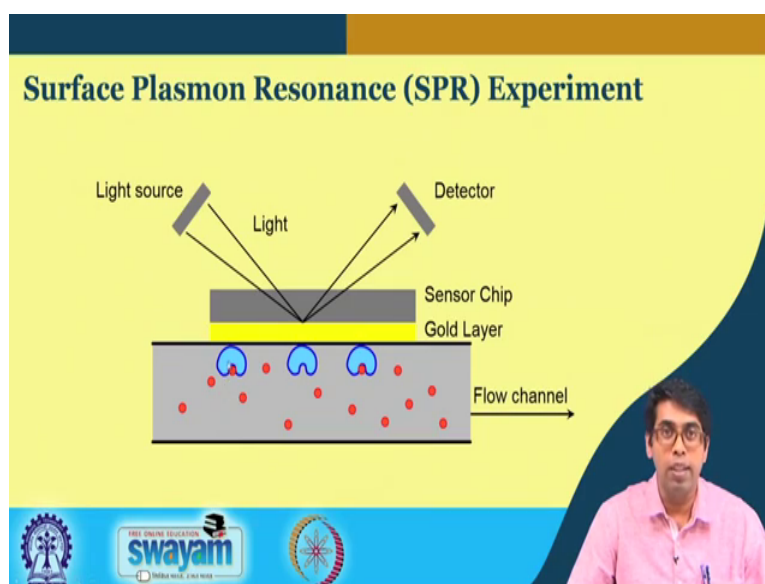 Surface Plasmon Resonance (SPR) Experiment
Light source
Detector
Light
Sensor Chip
Gold Layer
Flow channel
FREE ONLINE EDUCATION
swayam